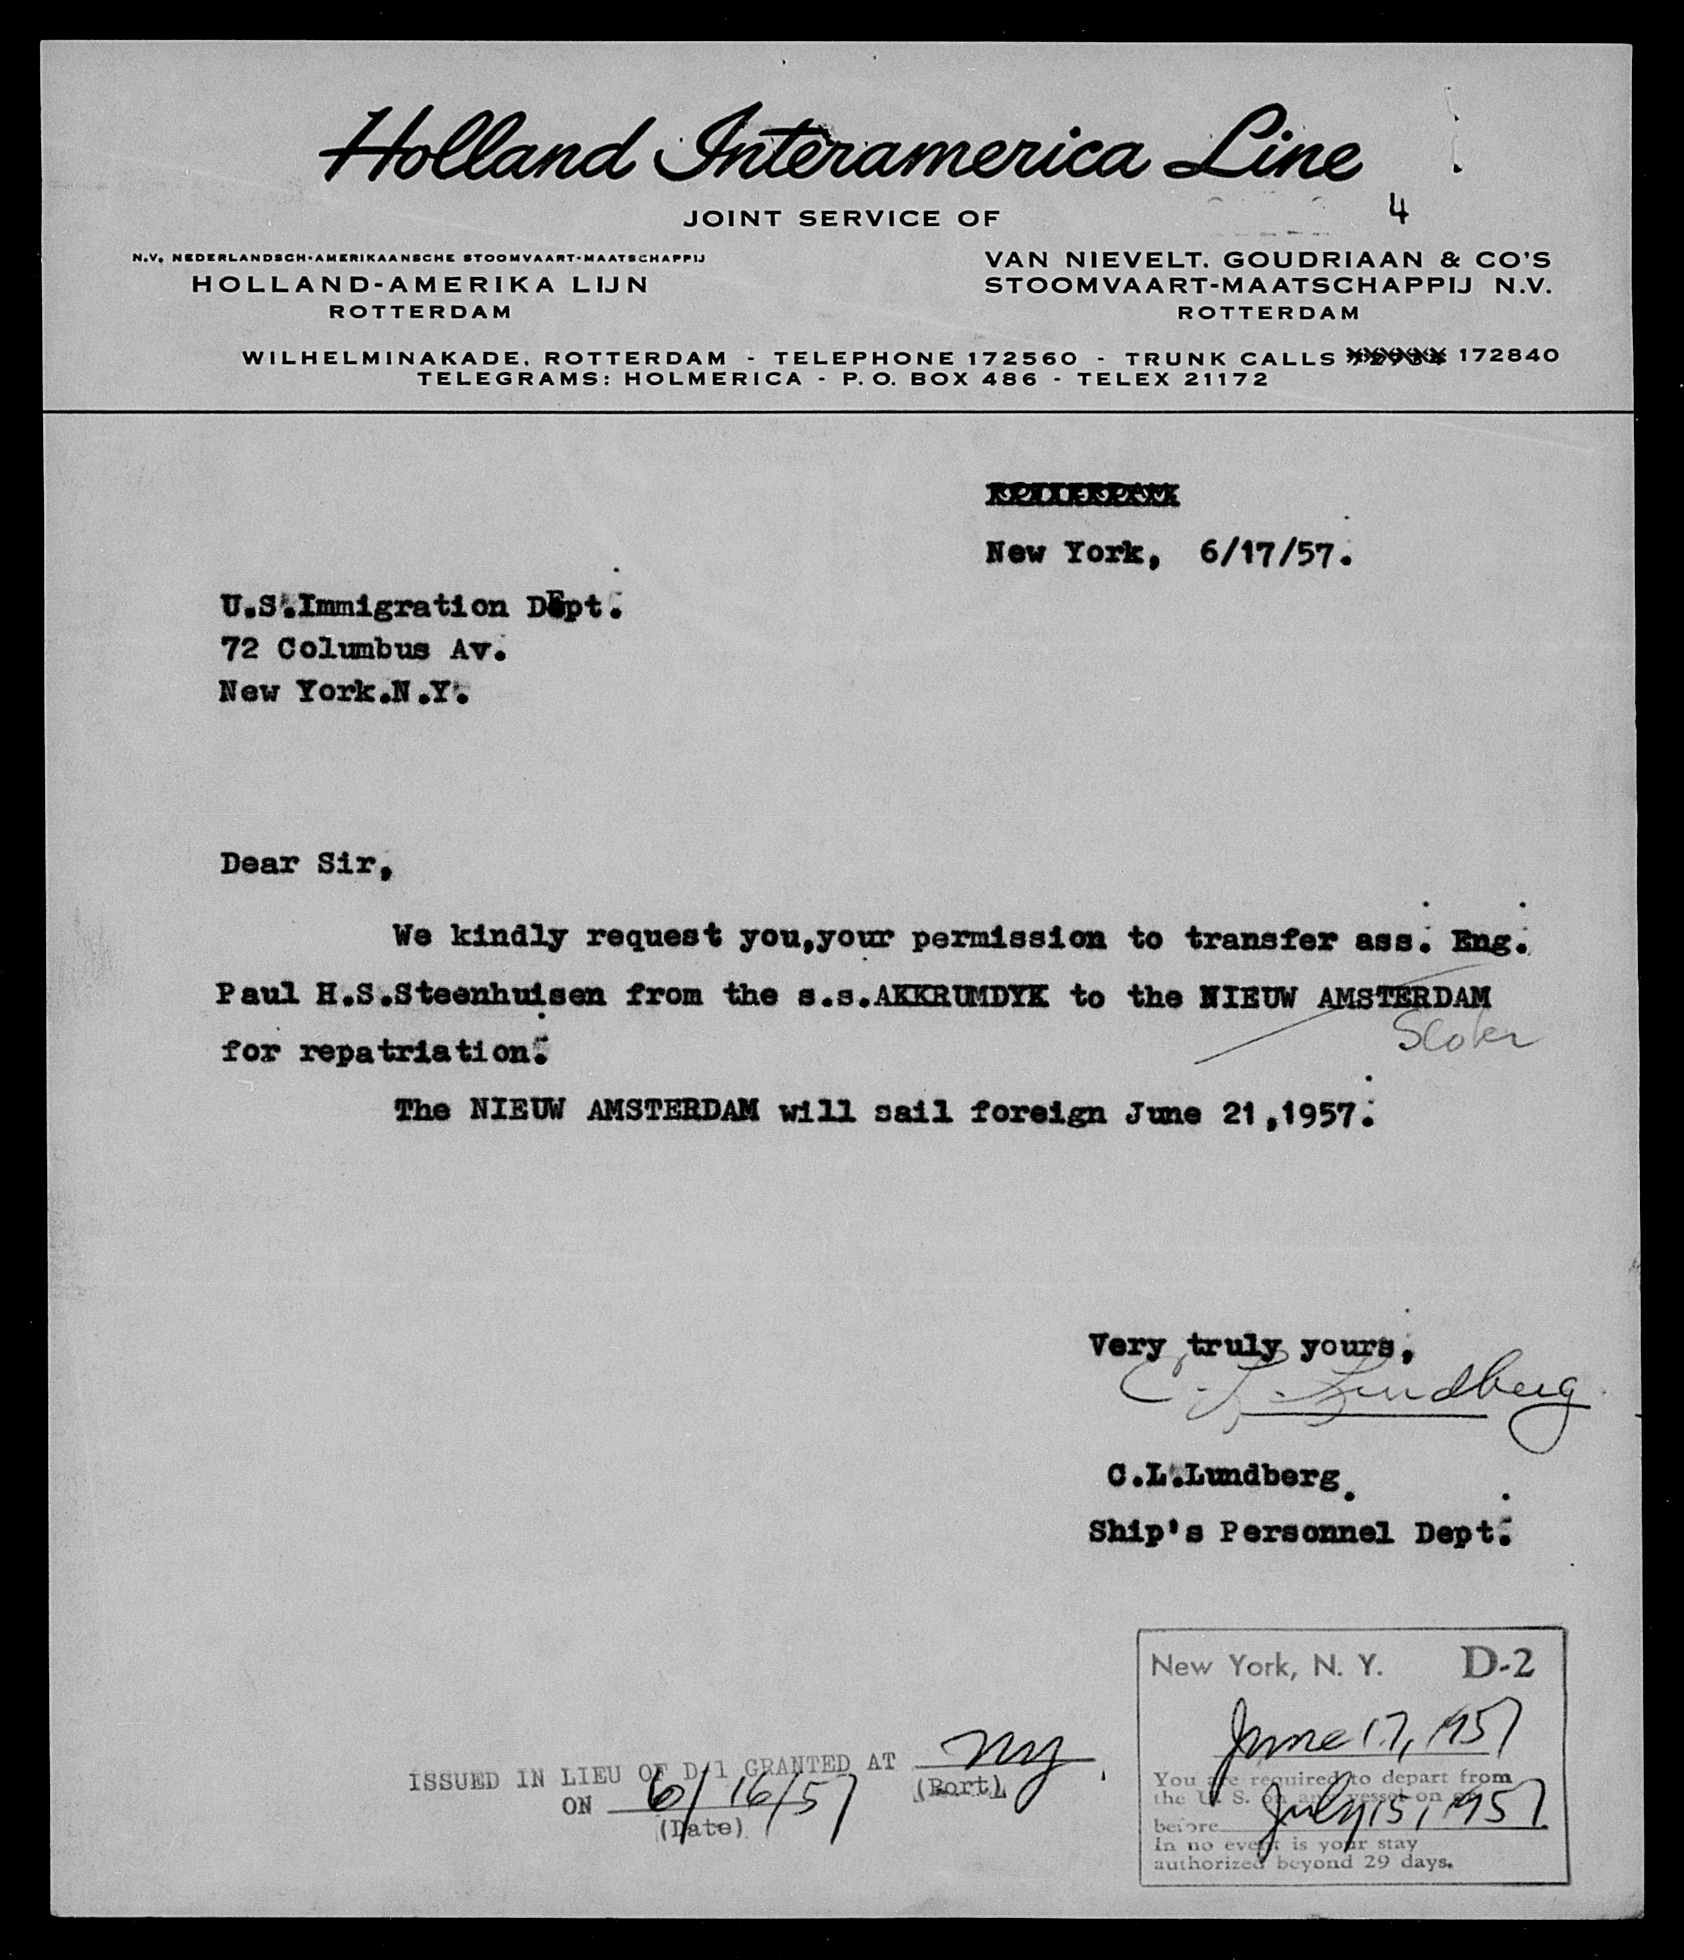 Holland Interamerica Line
4
JOINT SERVICE OF
N.V. NEDERLANDSCH-AMERIKAANSCHE STOOMVAART-MAATSCHAPPIJ
HOLLAND-AMERIKA LIJN
ROTTERDAM
VAN NIEVELT. GOUDRIAAN & CO'S
STOOMVAART-MAATSCHAPPIJ N.V.
ROTTERDAM
WILHELMINAKADE, ROTTERDAM - TELEPHONE 172560 - TRUNK CALLS 172840
TELEGRAMS: HOLMERICA - P.O. BOX 486 - TELEX 21172
New York, 6/17/57.
U.S.Immigration DEpt.
72 Columbus Av.
New York.N.Y.
Dear Sir,
We kindly request you,your permission to transfer ass. Eng.
Paul H.S.Steenhuisen from the s.s.AKKRUMDYK to the NIEUW AMSTERDAM
for repatriation.
The NIEUW AMSTERDAM will sail foreign June 21,1957.
Very truly yours,
C. L. Lundberg
C.L.Lundberg.
Ship's Personnel Dept.
New York, N. Y. D-2
June 17, 1957
You are required to depart from
the U. S. on any vessel on or
before July 15, 1957
In no event is your stay
authorized beyond 29 days.
ISSUED IN LIEU OF D/1 GRANTED AT NY
(Port)
ON 6/16/57
(Date)